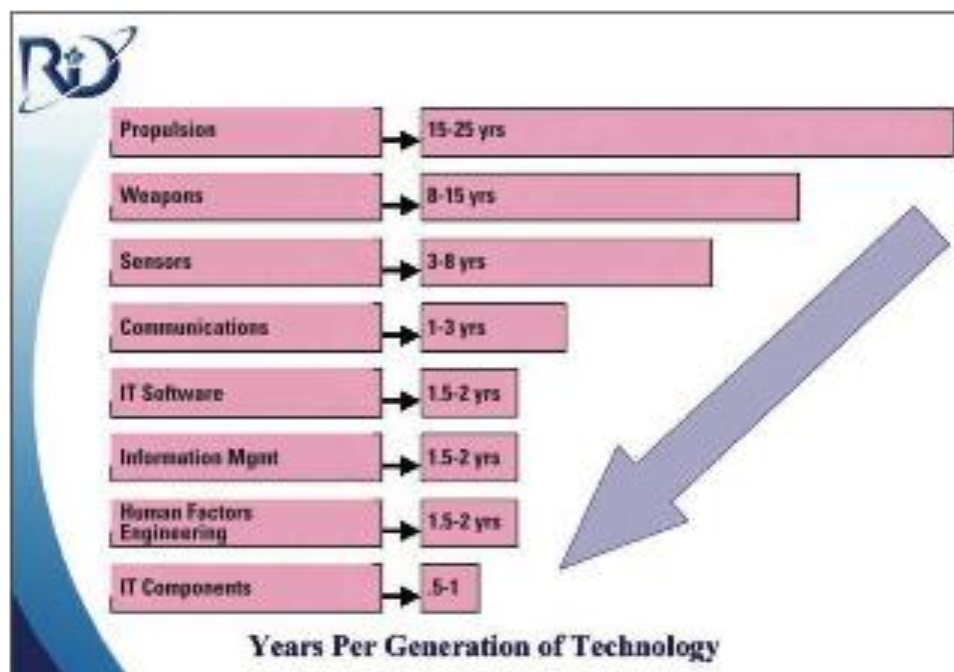 RD
Propulsion
15-25 yrs
Weapons
8-15 yrs
Sensors
3-8 yrs
Communications
1-3 yrs
IT Software
1.5-2 yrs
Information Mgmt
1.5-2 yrs
Human Factors
Engineering
1.5-2 yrs
IT Components
.5-1
Years Per Generation of Technology